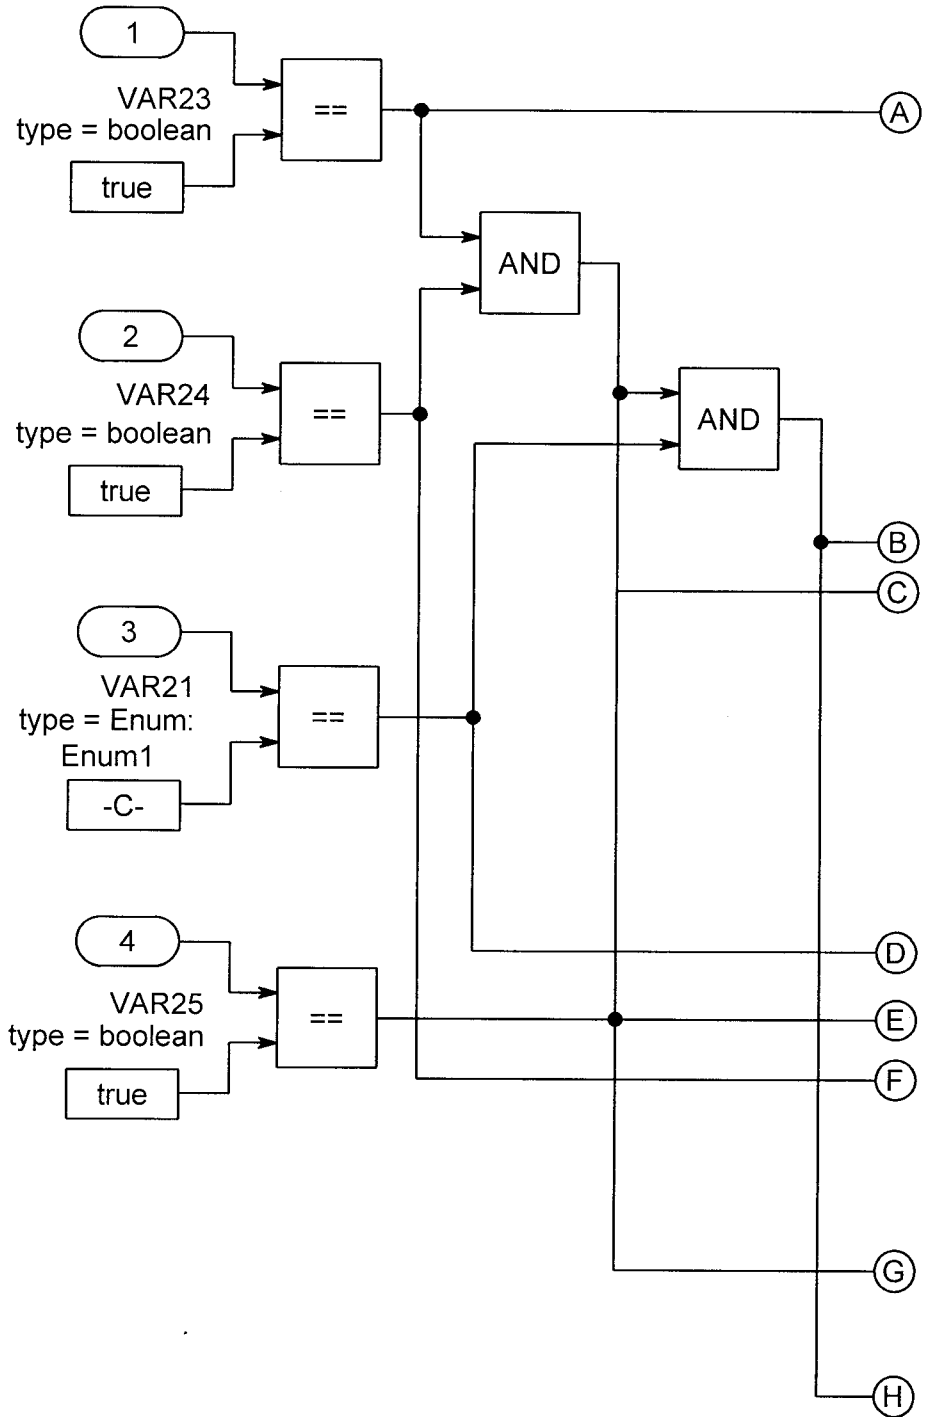 1
VAR23
type = boolean
true
==
A
AND
2
VAR24
type = boolean
true
==
AND
B
C
3
VAR21
type = Enum:
Enum1
-C-
==
D
4
VAR25
type = boolean
true
==
E
F
G
H